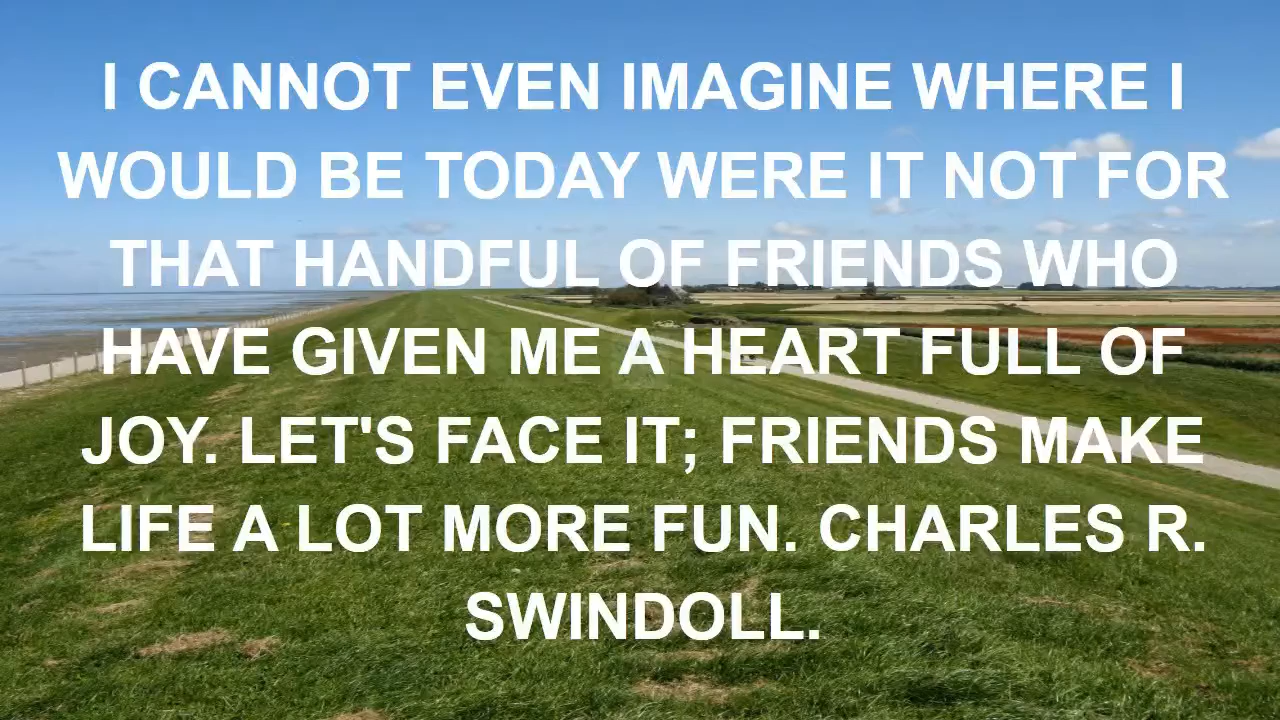 I CANNOT EVEN IMAGINE WHERE I
WOULD BE TODAY WERE IT NOT FOR
THAT HANDFUL OF FRIENDS WHO
HAVE GIVEN ME A HEART FULL OF
JOY. LET'S FACE IT; FRIENDS MAKE
LIFE A LOT MORE FUN. CHARLES R.
SWINDOLL.